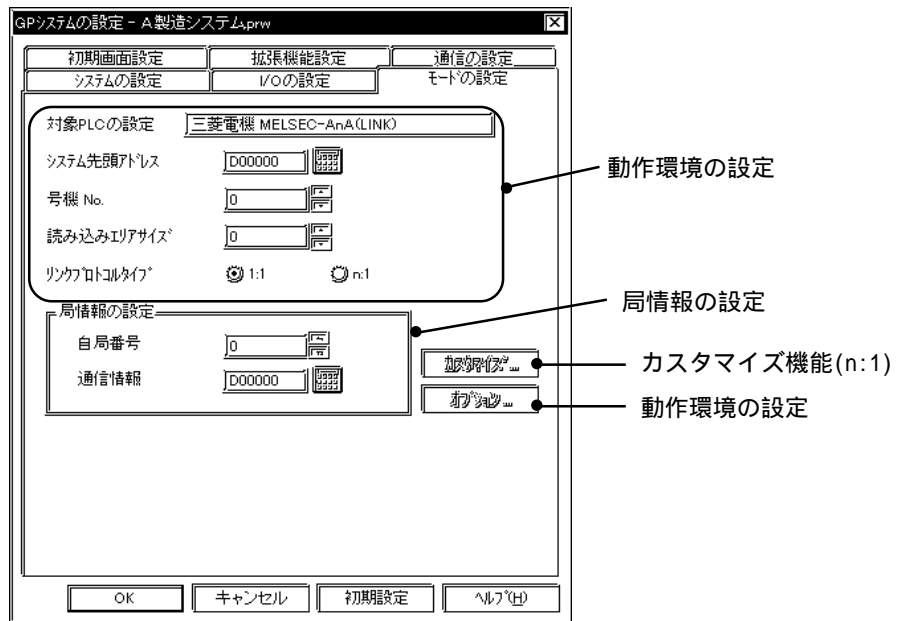 GPシステムの設定 - A製造システム.prw
初期画面設定 拡張機能設定 通信の設定
システムの設定 I/Oの設定 モードの設定
対象PLCの設定 三菱電機 MELSEC-AnA(LINK)
システム先頭アドレス D00000
動作環境の設定
号機 No. 0
読み込みエリアサイズ 0
リンクプロトコルタイプ 1:1 n:1
局情報の設定
局情報の設定
自局番号 0
カスタマイズ... カスタマイズ機能(n:1)
通信情報 D00000
オプション... 動作環境の設定
OK キャンセル 初期設定 ヘルプ(H)